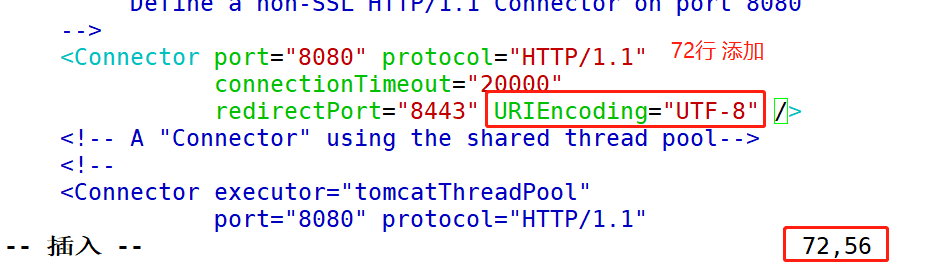 Define a non-SSL HTTP/1.1 Connector on port 8080
-->
<Connector port="8080" protocol="HTTP/1.1" 72行 添加
connectionTimeout="20000"
redirectPort="8443" URIEncoding="UTF-8" />
<!-- A "Connector" using the shared thread pool-->
<!--
<Connector executor="tomcatThreadPool"
port="8080" protocol="HTTP/1.1"
-- 插入 -- 72,56